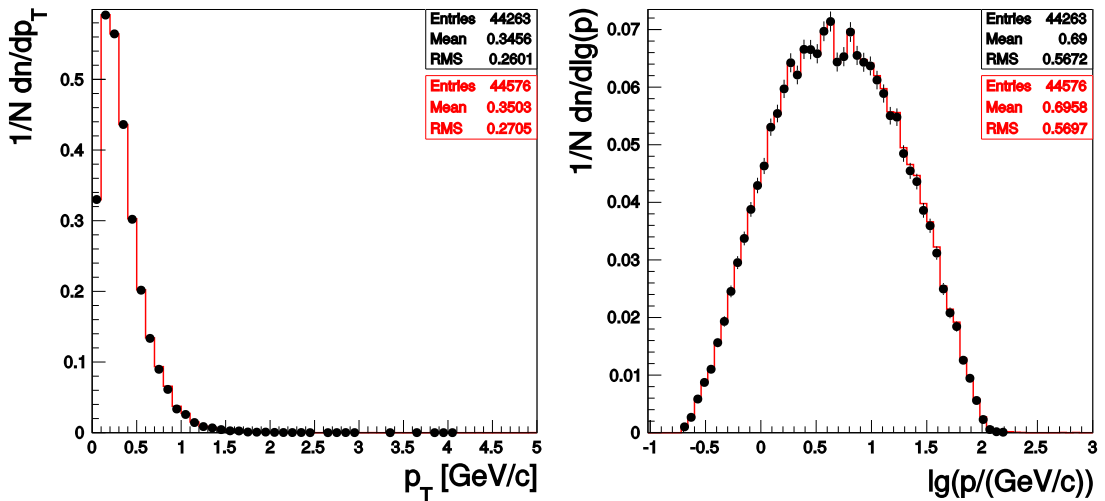 1/N dn/dp_T
0.5
0.4
0.3
0.2
0.1
0
0 0.5 1 1.5 2 2.5 3 3.5 4 4.5 5
p_T [GeV/c]
Entries 44263
Mean 0.3456
RMS 0.2601
Entries 44576
Mean 0.3503
RMS 0.2705
1/N dn/dlg(p)
0.07
0.06
0.05
0.04
0.03
0.02
0.01
0
-1 -0.5 0 0.5 1 1.5 2 2.5 3
lg(p/(GeV/c))
Entries 44263
Mean 0.69
RMS 0.5672
Entries 44576
Mean 0.6958
RMS 0.5697